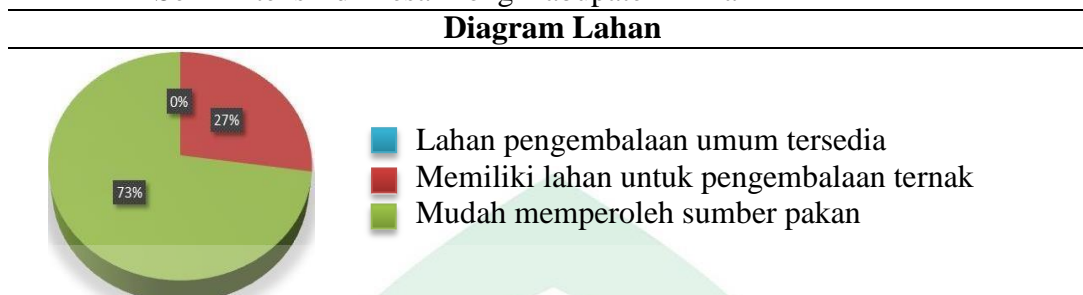 Diagram Lahan
0%
27%
73%
Lahan pengembalaan umum tersedia
Memiliki lahan untuk pengembalaan ternak
Mudah memperoleh sumber pakan